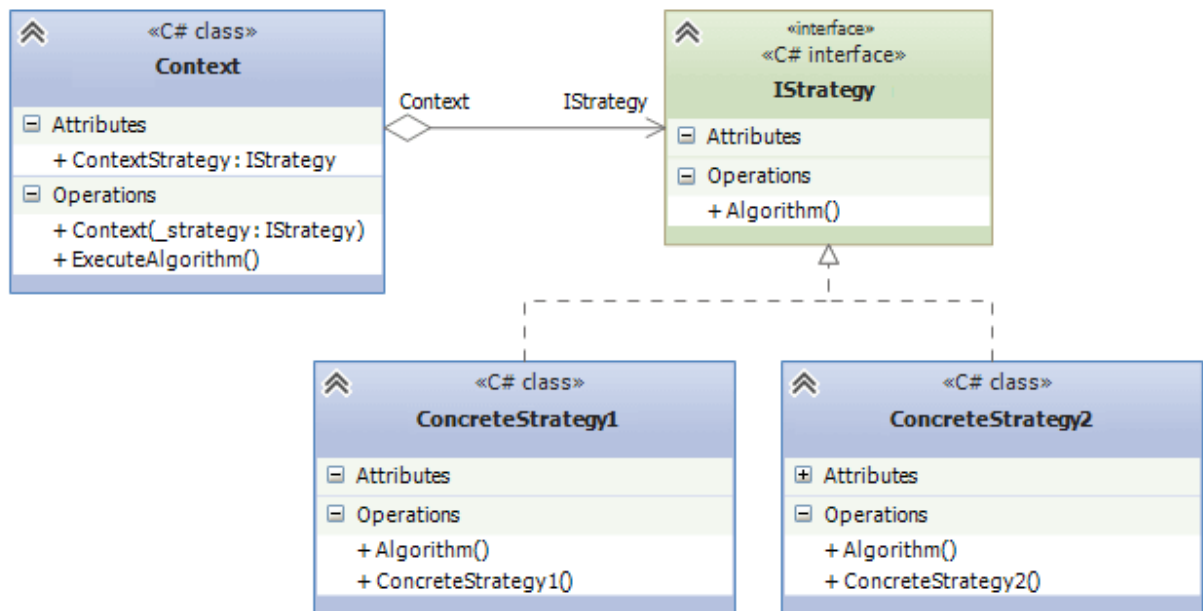 «C# class»
Context
Attributes
+ ContextStrategy : IStrategy
Operations
+ Context(_strategy : IStrategy)
+ ExecuteAlgorithm()
Context
IStrategy
«interface»
«C# interface»
IStrategy
Attributes
Operations
+ Algorithm()
«C# class»
ConcreteStrategy1
Attributes
Operations
+ Algorithm()
+ ConcreteStrategy1()
«C# class»
ConcreteStrategy2
Attributes
Operations
+ Algorithm()
+ ConcreteStrategy2()